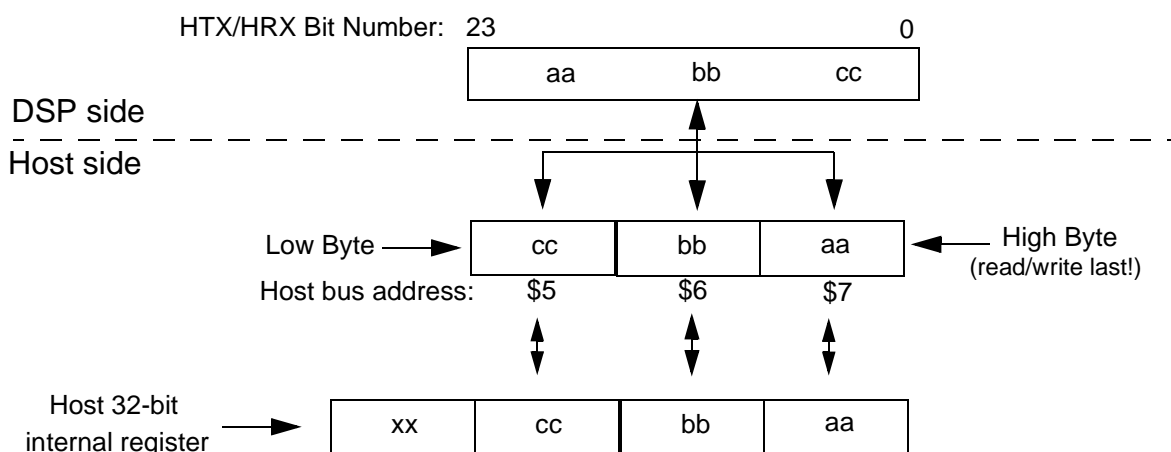 HTX/HRX Bit Number: 23 0
aa bb cc
DSP side
Host side
Low Byte cc bb aa High Byte
(read/write last!)
Host bus address: $5 $6 $7
Host 32-bit
internal register
xx cc bb aa